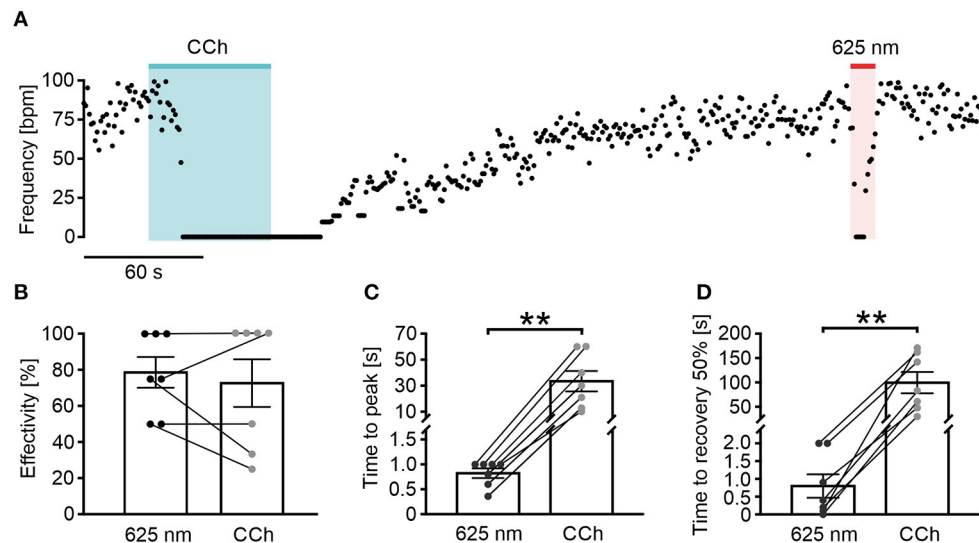 A
CCh
625 nm
Frequency [bpm]
100
75
50
25
0
60 s
B
Effectivity [%]
100
80
60
40
20
0
625 nm
CCh
C
**
Time to peak [s]
70
50
30
10
1.5
1.0
0.5
0
625 nm
CCh
D
**
Time to recovery 50% [s]
200
150
100
50
2.0
1.5
1.0
0.5
0
625 nm
CCh